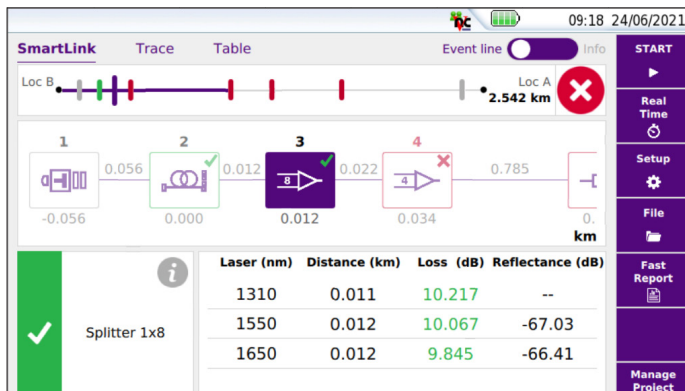 09:18 24/06/2021
SmartLink Trace Table Event line Info
START
Loc B Loc A
2.542 km
Real
Time
1 2 3 4
0.056 0.012 0.022 0.785
8 4
-0.056 0.000 0.012 0.034 0.
km
Setup
File
Laser (nm) Distance (km) Loss (dB) Reflectance (dB)
1310 0.011 10.217 --
1550 0.012 10.067 -67.03
1650 0.012 9.845 -66.41
i
Splitter 1x8
Fast
Report
Manage
Project